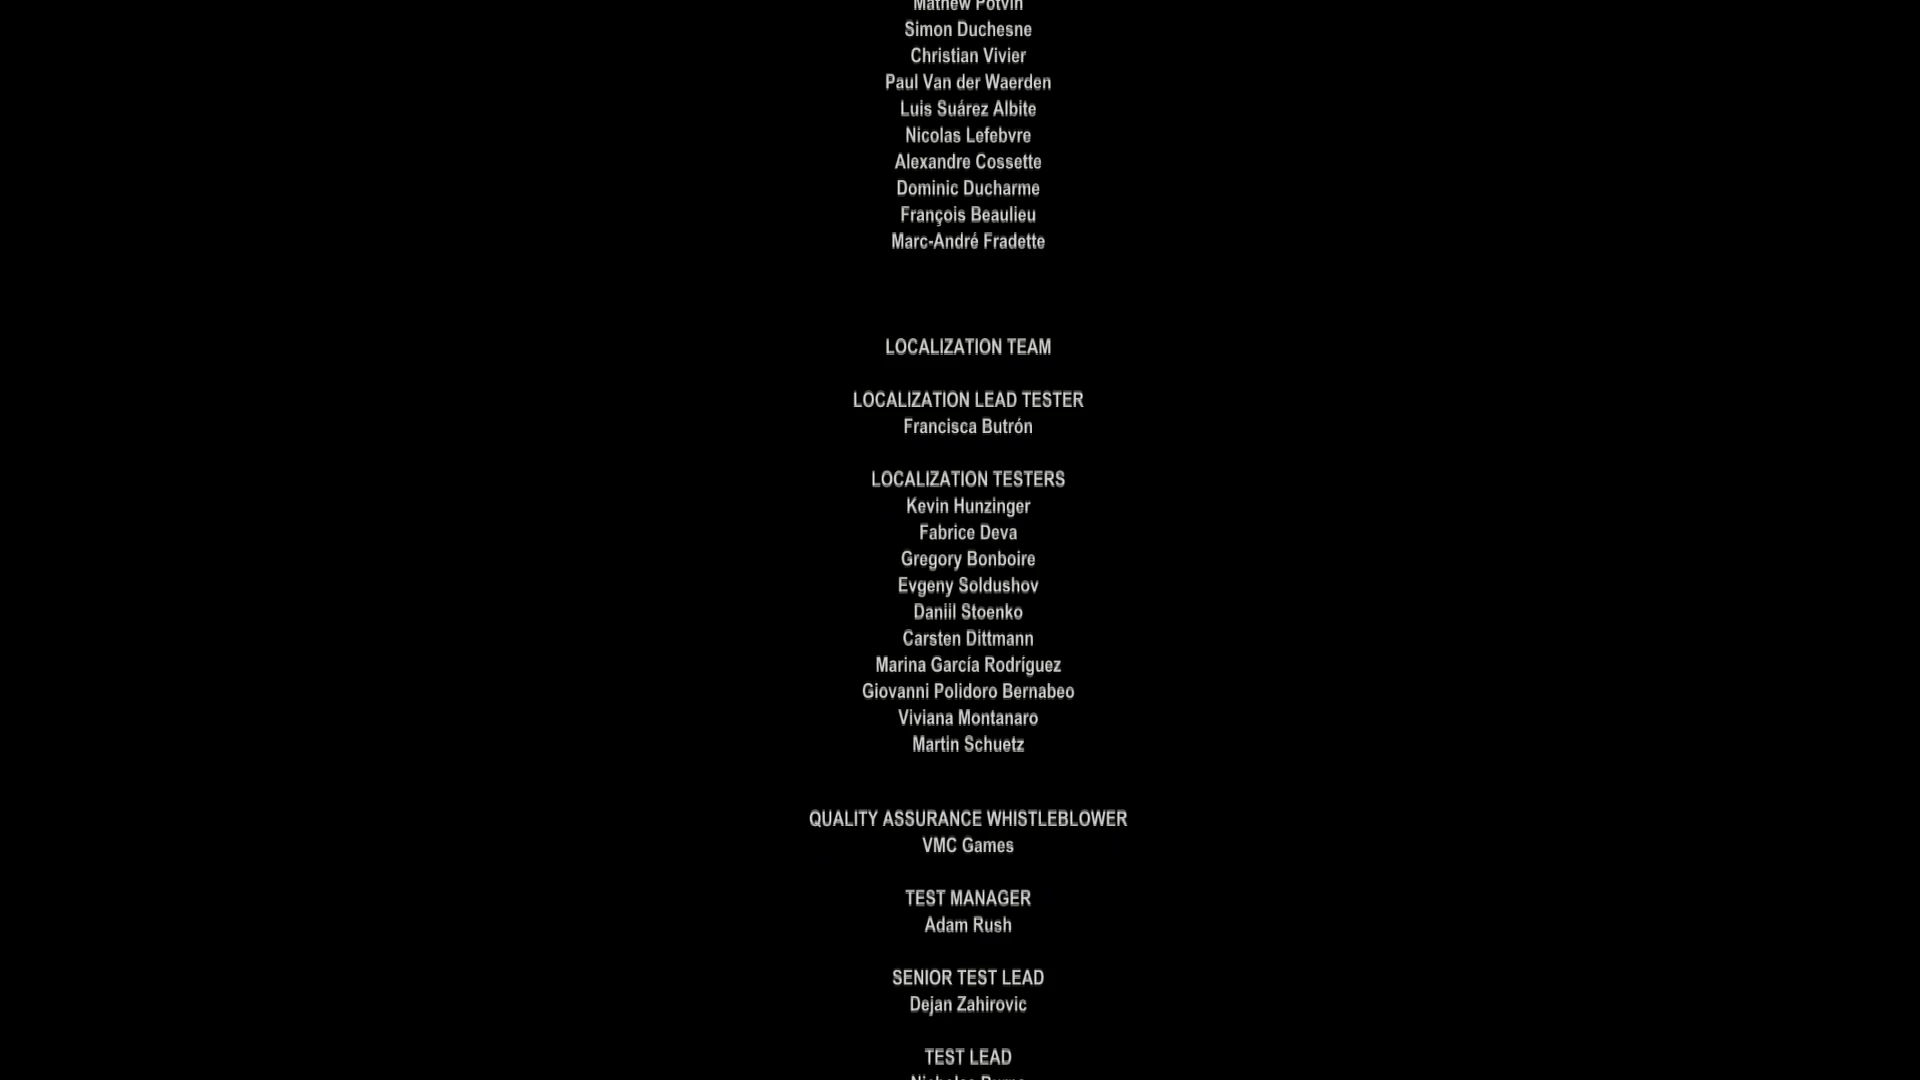 Mathew Potvin
Simon Duchesne
Christian Vivier
Paul Van der Waerden
Luis Suárez Albite
Nicolas Lefebvre
Alexandre Cossette
Dominic Ducharme
François Beaulieu
Marc-André Fradette
LOCALIZATION TEAM
LOCALIZATION LEAD TESTER
Francisca Butrón
LOCALIZATION TESTERS
Kevin Hunzinger
Fabrice Deva
Gregory Bonboire
Evgeny Soldushov
Daniil Stoenko
Carsten Dittmann
Marina García Rodríguez
Giovanni Polidoro Bernabeo
Viviana Montanaro
Martin Schuetz
QUALITY ASSURANCE WHISTLEBLOWER
VMC Games
TEST MANAGER
Adam Rush
SENIOR TEST LEAD
Dejan Zahirovic
TEST LEAD